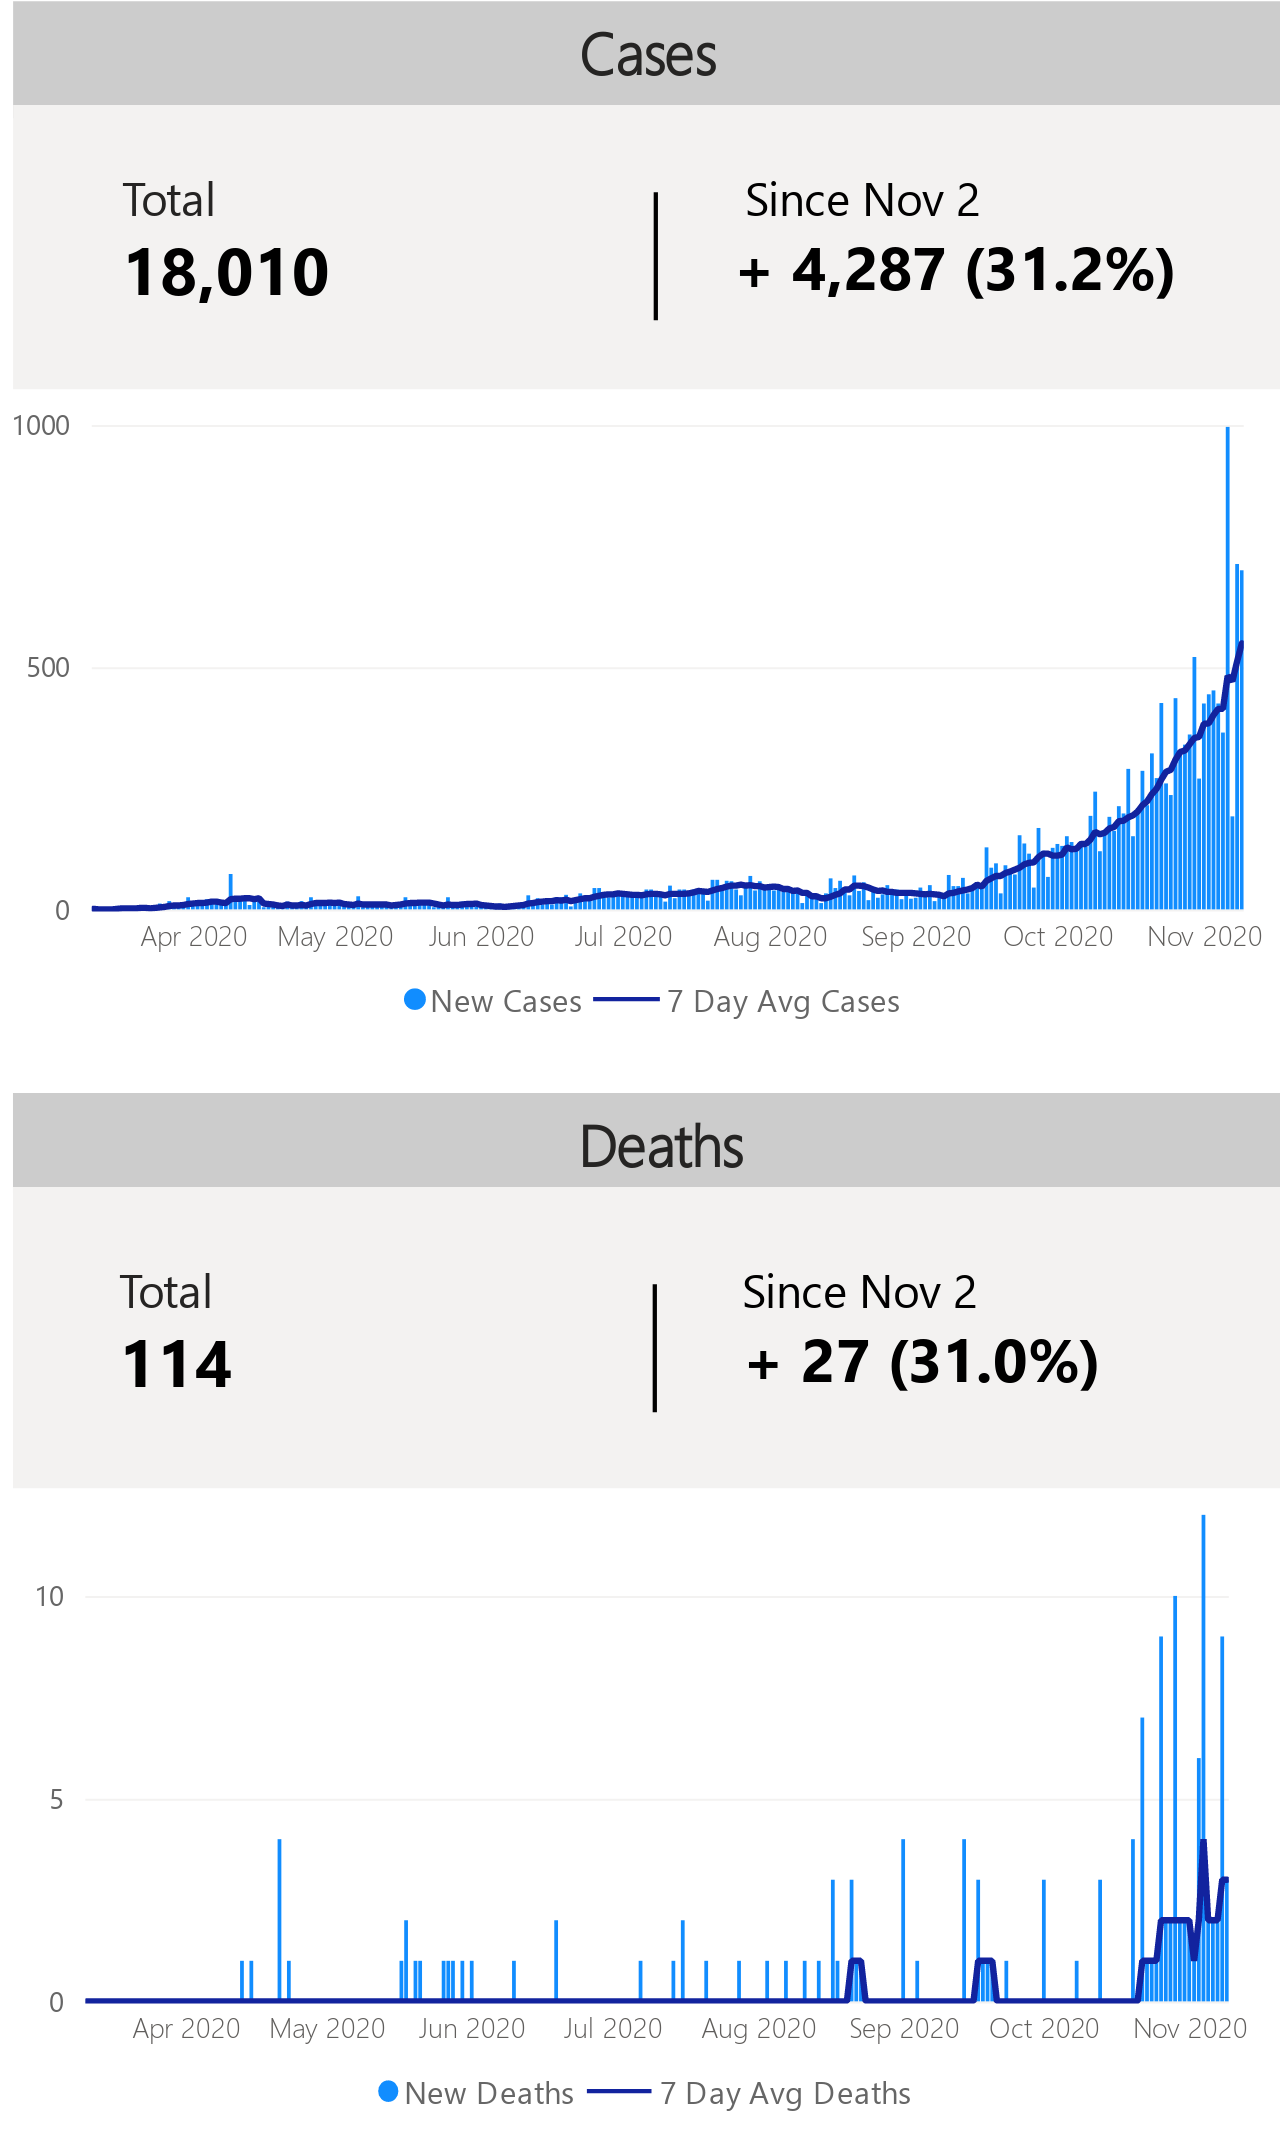 Cases
Total
Since Nov 2
18,010
+ 4,287 (31.2%)
1000
500
0
Apr 2020 May 2020 Jun 2020 Jul 2020 Aug 2020 Sep 2020 Oct 2020 Nov 2020
New Cases 7 Day Avg Cases
Deaths
Total
Since Nov 2
114
+ 27 (31.0%)
10
5
0
Apr 2020 May 2020 Jun 2020 Jul 2020 Aug 2020 Sep 2020 Oct 2020 Nov 2020
New Deaths 7 Day Avg Deaths